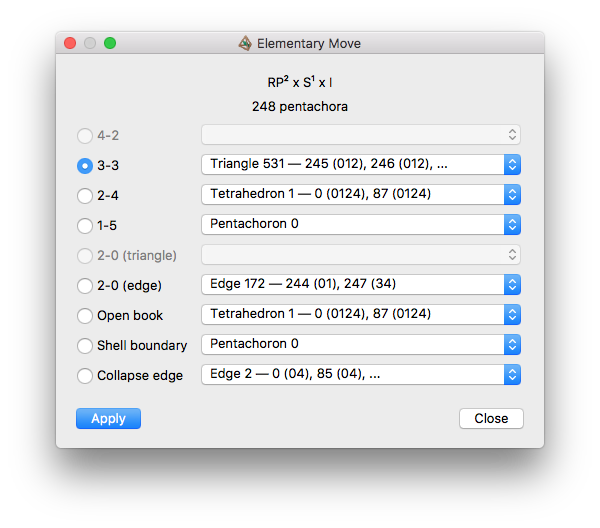 Elementary Move
RP² x S¹ x I
248 pentachora
4-2
3-3 Triangle 531 — 245 (012), 246 (012), ...
2-4 Tetrahedron 1 — 0 (0124), 87 (0124)
1-5 Pentachoron 0
2-0 (triangle)
2-0 (edge) Edge 172 — 244 (01), 247 (34)
Open book Tetrahedron 1 — 0 (0124), 87 (0124)
Shell boundary Pentachoron 0
Collapse edge Edge 2 — 0 (04), 85 (04), ...
Apply Close